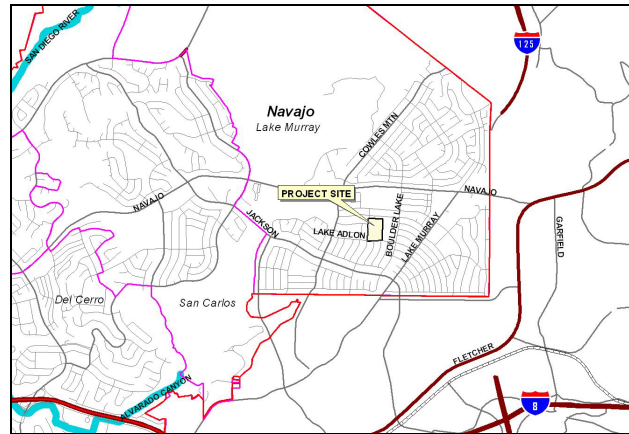 SAN DIEGO RIVER
125
Navajo
Lake Murray
COWLES MTN
PROJECT SITE
NAVAJO
NAVAJO
JACKSON
LAKE ADLON
BOULDER LAKE
LAKE MURRAY
GARFIELD
Del Cerro
San Carlos
FLETCHER
ALVARADO CANYON
8